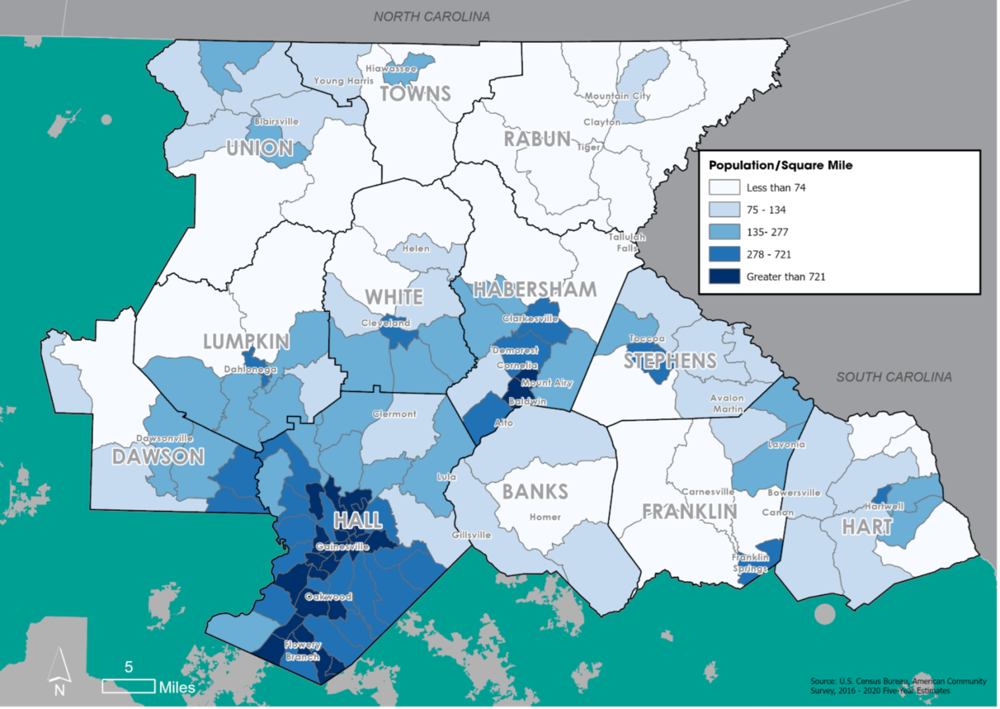 NORTH CAROLINA
Hiawassee
Young Harris
TOWNS
Mountain City
Blairsville
Clayton
UNION
RABUN
Tiger
Population/Square Mile
Less than 74
75 - 134
135- 277
278 - 721
Greater than 721
Tallulah
Falls
Helen
WHITE
HABERSHAM
Cleveland
Clarkesville
LUMPKIN
Toccoa
Demorest
STEPHENS
Dahlonega
Cornelia
Mount Airy
SOUTH CAROLINA
Baldwin
Avalon
Martin
Clermont
Alto
Dawsonville
DAWSON
Lavonia
Lula
BANKS
Carnesville
Bowersville
Homer
FRANKLIN
Canon
Hartwell
HALL
HART
Gillsville
Gainesville
Franklin
Springs
Oakwood
Flowery
Branch
5
Miles
N
Source: U.S. Census Bureau, American Community
Survey, 2016 - 2020 Five-Year Estimates